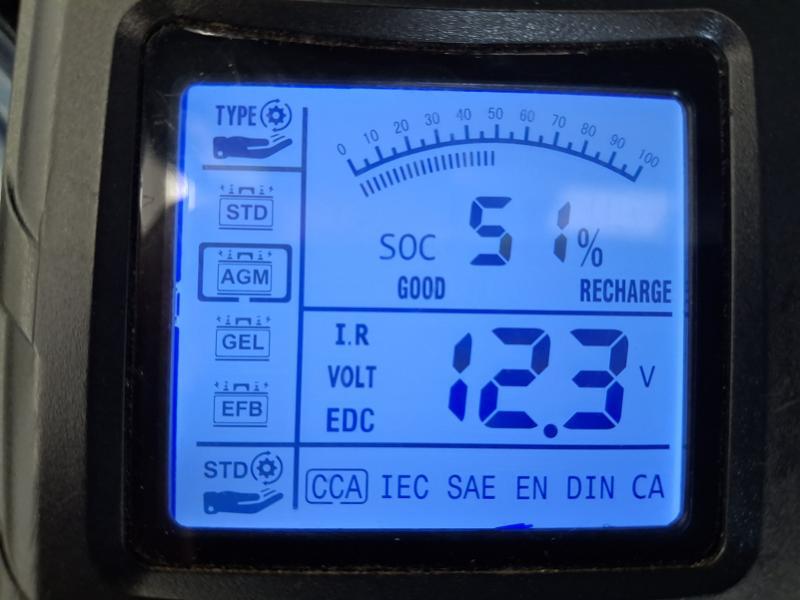 TYPE
STD
AGM
GEL
EFB
STD
0 10 20 30 40 50 60 70 80 90 100
SOC 51%
GOOD RECHARGE
I.R
VOLT
EDC
12.3 V
CCA IEC SAE EN DIN CA